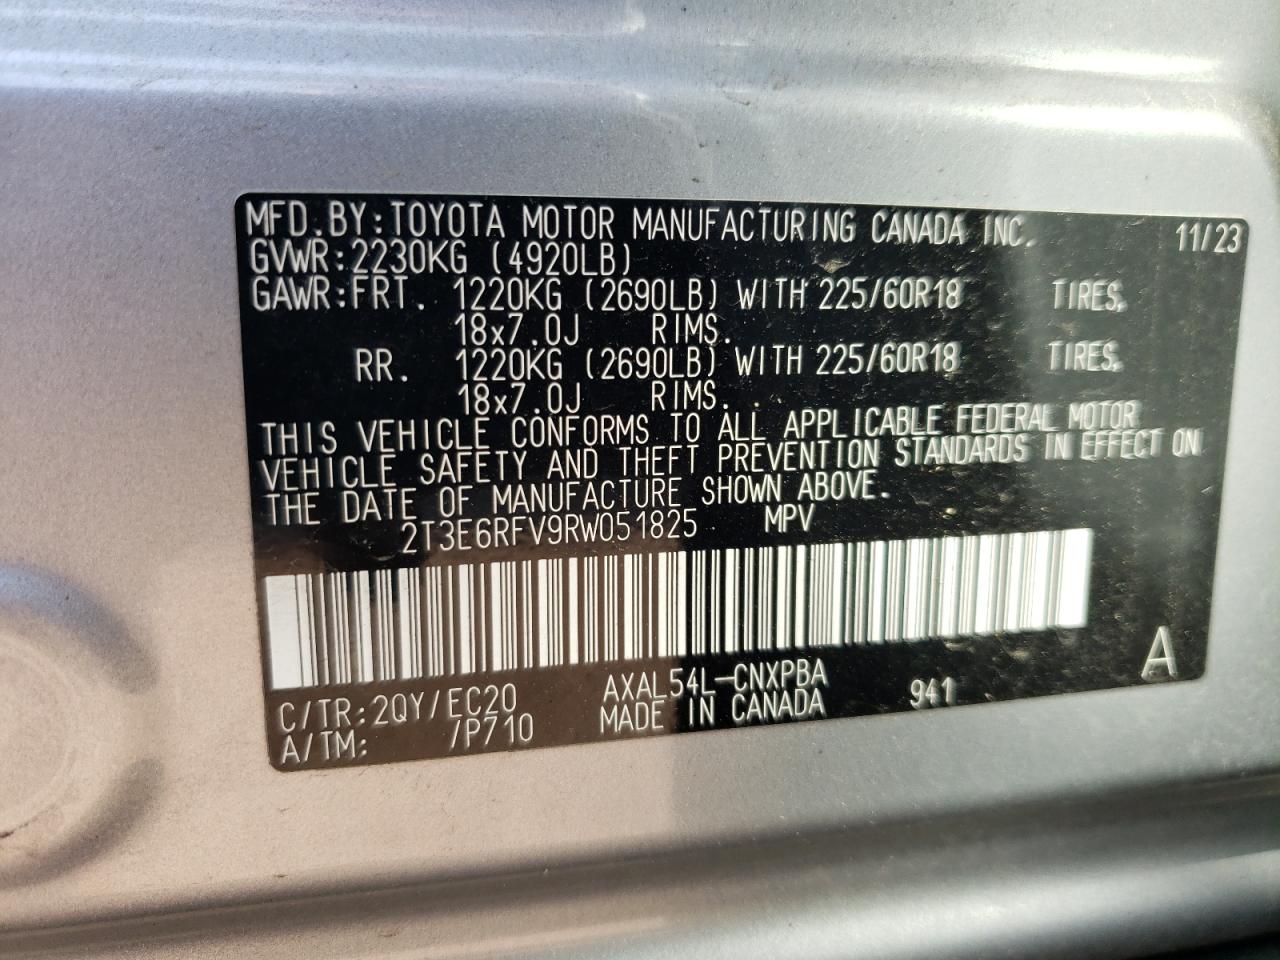 MFD.BY:TOYOTA MOTOR MANUFACTURING CANADA INC. 11/23
GVWR:2230KG (4920LB)
GAWR:FRT. 1220KG (2690LB) WITH 225/60R18 TIRES,
18x7.0J RIMS.
RR. 1220KG (2690LB) WITH 225/60R18 TIRES,
18x7.0J RIMS.
THIS VEHICLE CONFORMS TO ALL APPLICABLE FEDERAL MOTOR
VEHICLE SAFETY AND THEFT PREVENTION STANDARDS IN EFFECT ON
THE DATE OF MANUFACTURE SHOWN ABOVE.
2T3E6RFV9RW051825 MPV
C/TR:2QY/EC20 AXAL54L-CNXPBA 941 A
A/TM: /P710 MADE IN CANADA